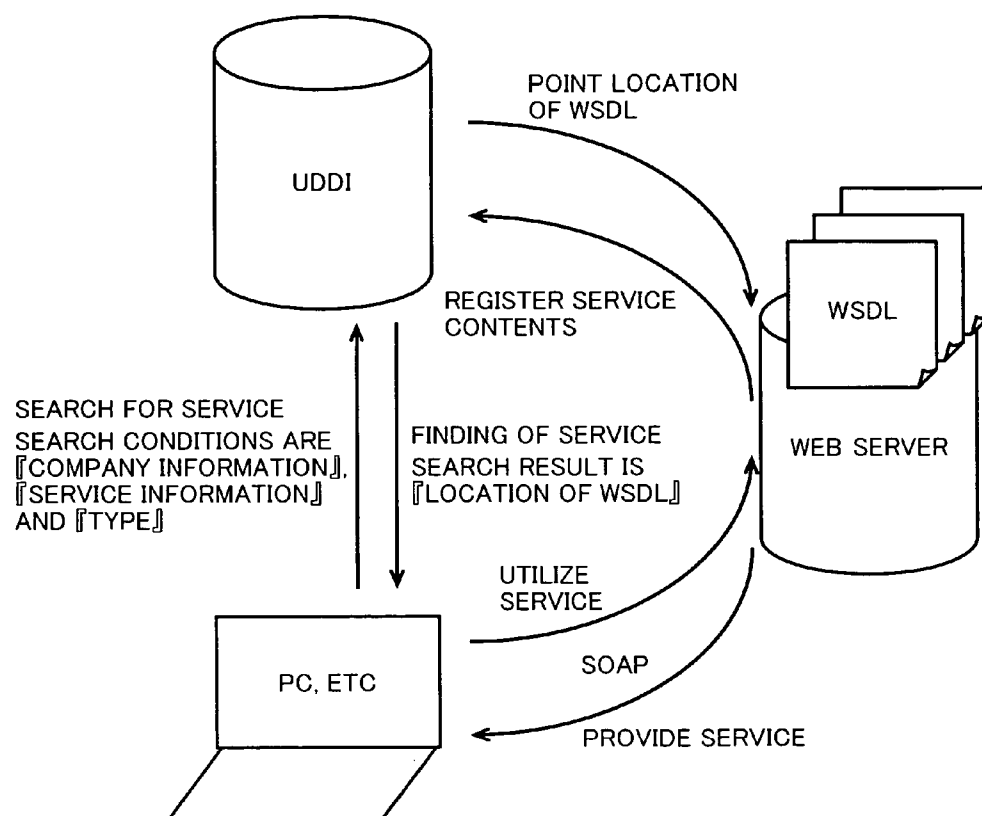 POINT LOCATION
OF WSDL
UDDI
REGISTER SERVICE
CONTENTS
WSDL
WEB SERVER
SEARCH FOR SERVICE
SEARCH CONDITIONS ARE
『COMPANY INFORMATION』,
『SERVICE INFORMATION』
AND 『TYPE』
FINDING OF SERVICE
SEARCH RESULT IS
『LOCATION OF WSDL』
UTILIZE
SERVICE
SOAP
PC, ETC
PROVIDE SERVICE